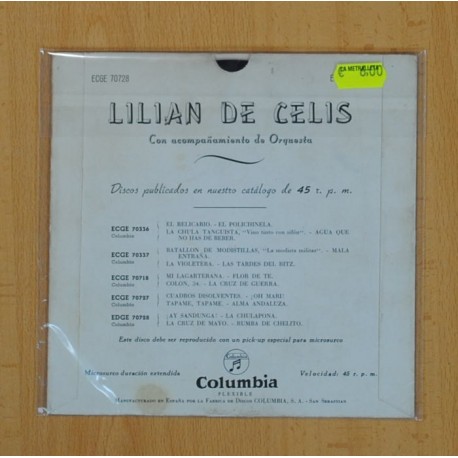 ECGE 70728
LA METRALLETA
€ 6.00
LILIAN DE CELIS
Con acompañamiento de Orquesta
Discos publicados en nuestro catálogo de 45 r. p. m.
ECGE 70336 EL RELICARIO. - EL POLICHINELA.
Columbia LA CHULA TANGUISTA, "Vino tinto con sifón". - AGUA QUE
NO HAS DE BEBER.
ECGE 70337 BATALLON DE MODISTILLAS, "La modista militar". - MALA
Columbia ENTRAÑA.
LA VIOLETERA. - LAS TARDES DEL RITZ.
ECGE 70718 MI LAGARTERANA. - FLOR DE TE.
Columbia COLON, 34. - LA CRUZ DE GUERRA.
ECGE 70727 CUADROS DISOLVENTES. - ¡OH MARU
Columbia TAPAME, TAPAME. - ALMA ANDALUZA.
EDGE 70728 ¡AY SANDUNGA! - LA CHULAPONA.
Columbia LA CRUZ DE MAYO. - RUMBA DE CHELITO.
Este disco debe ser reproducido con un pick-up especial para microsurco
Microsurco duración extendida
Velocidad: 45 r. p. m.
Columbia
FLEXIBLE
MANUFACTURADO EN ESPAÑA POR LA FABRICA DE DISCOS COLUMBIA, S. A. - SAN SEBASTIAN